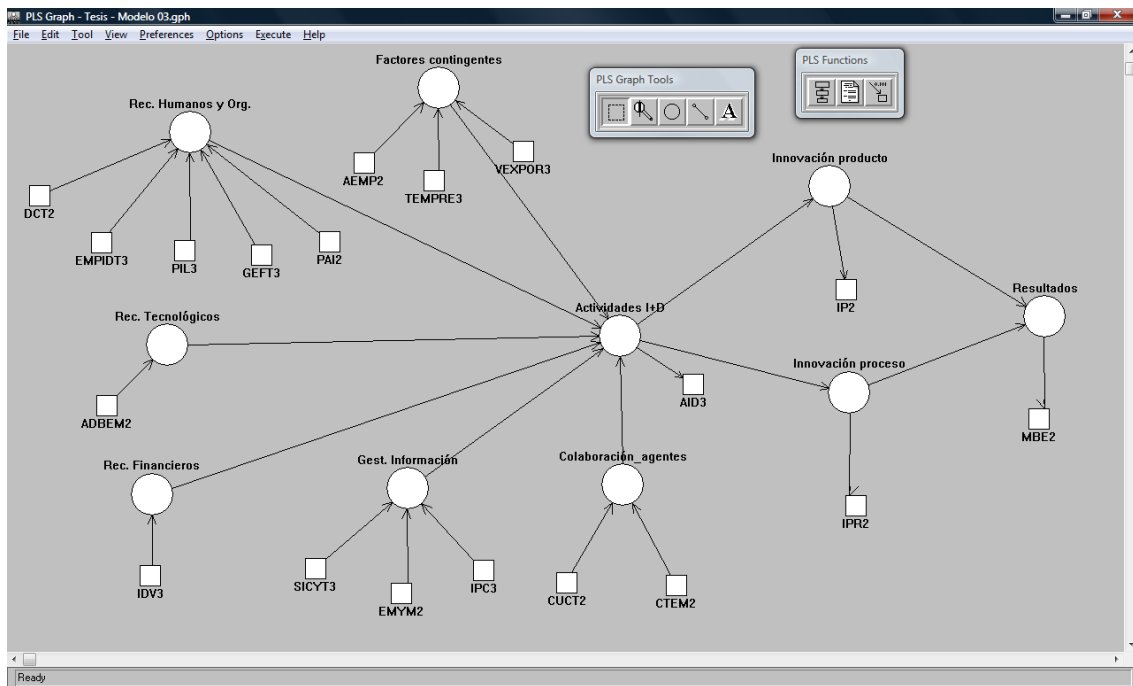 PLS Graph - Tesis - Modelo 03.gph
File Edit Tool View Preferences Options Execute Help
Factores contingentes
PLS Graph Tools
A
PLS Functions
0.101
Rec. Humanos y Org.
AEMP2
TEMPRE3
VEXPOR3
Innovación producto
DCT2
EMPIDT3
PIL3
GEFT3
PAI2
IP2
Resultados
Rec. Tecnológicos
Actividades I+D
Innovación proceso
AID3
ADBEM2
MBE2
Rec. Financieros
Gest. Información
Colaboración_agentes
IPR2
IDV3
SICYT3
EMYM2
IPC3
CUCT2
CTEM2
Ready